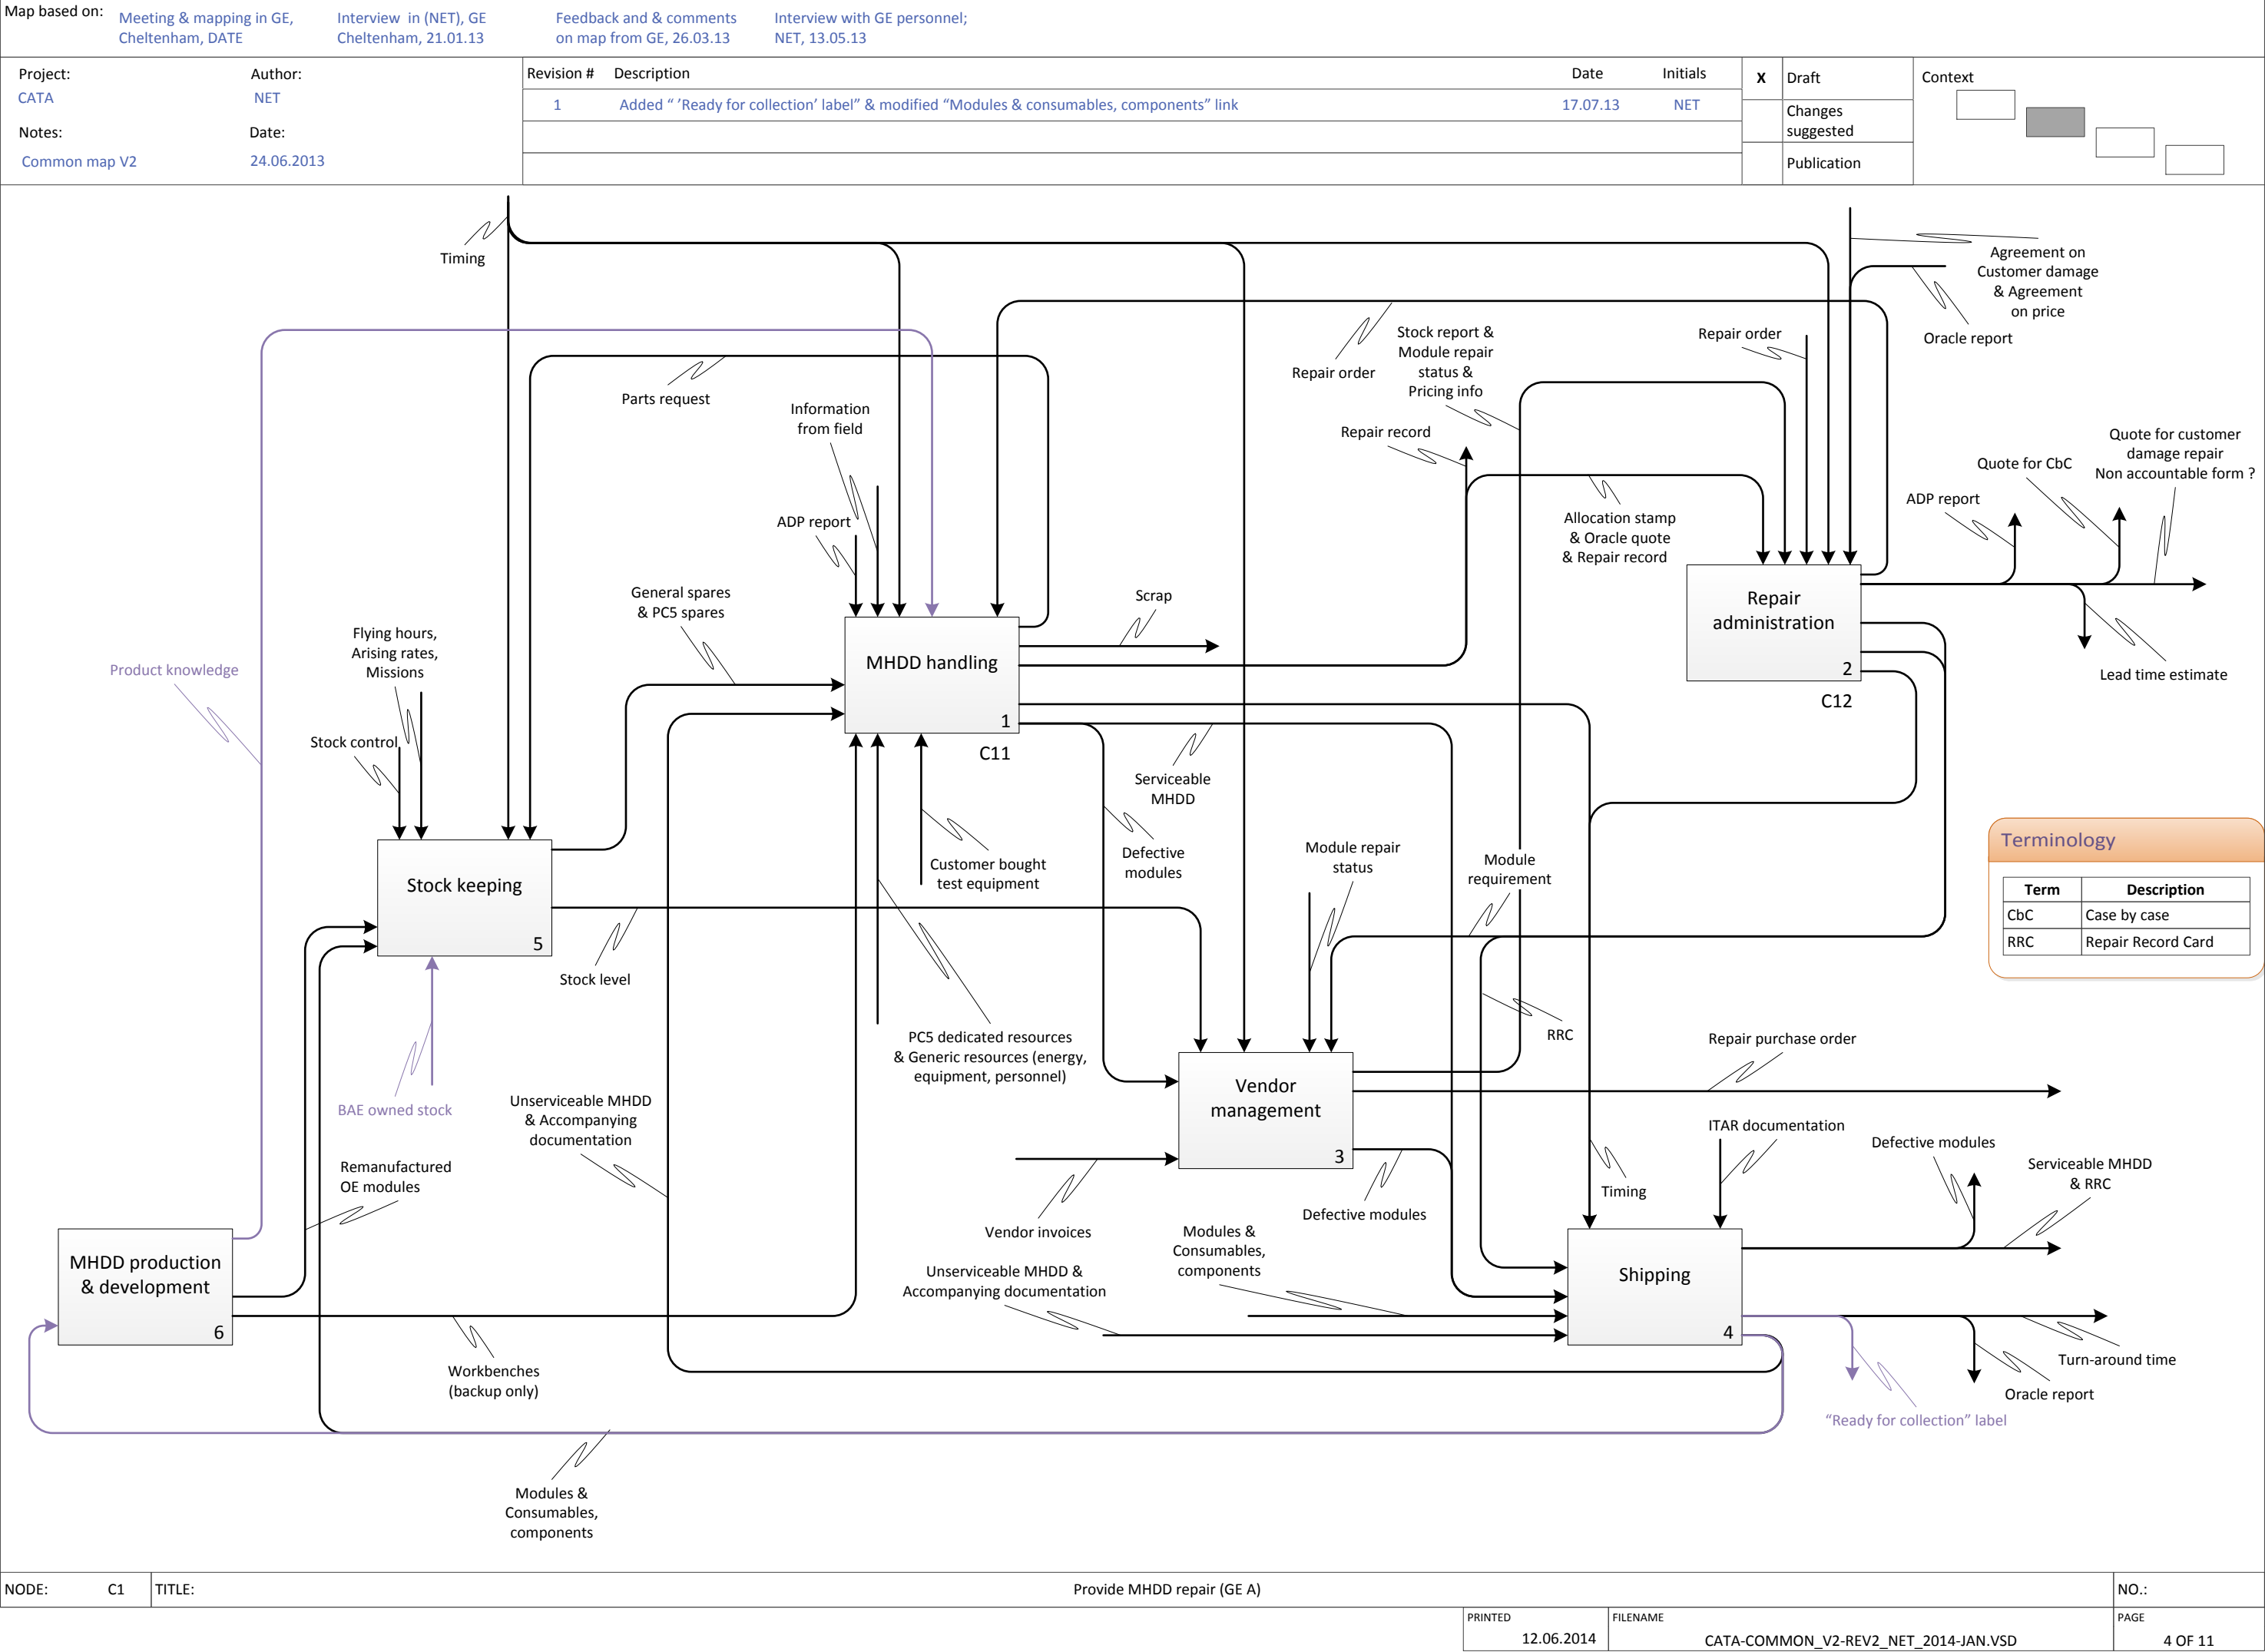 Map based on:
Meeting & mapping in GE,
Cheltenham, DATE
Interview in (NET), GE
Cheltenham, 21.01.13
Feedback and & comments
on map from GE, 26.03.13
Interview with GE personnel;
NET, 13.05.13
Project:
CATA
Author:
NET
Notes:
Common map V2
Date:
24.06.2013
Revision # Description Date Initials
1 Added “ ’Ready for collection’ label” & modified “Modules & consumables, components” link 17.07.13 NET
X Draft
Changes
suggested
Publication
Context
Timing
Agreement on
Customer damage
& Agreement
on price
Oracle report
Repair order
Stock report &
Module repair
status &
Pricing info
Repair order
Parts request
Information
from field
Repair record
Quote for customer
damage repair
Non accountable form ?
Quote for CbC
ADP report
ADP report
Allocation stamp
& Oracle quote
& Repair record
General spares
& PC5 spares
Scrap
Repair
administration
2
C12
Lead time estimate
Flying hours,
Arising rates,
Missions
Product knowledge
MHDD handling
1
C11
Stock control
Serviceable
MHDD
Customer bought
test equipment
Defective
modules
Module repair
status
Module
requirement
Terminology
Term Description
CbC Case by case
RRC Repair Record Card
Stock keeping
5
Stock level
RRC
PC5 dedicated resources
& Generic resources (energy,
equipment, personnel)
Repair purchase order
Vendor
management
3
BAE owned stock
Unserviceable MHDD
& Accompanying
documentation
ITAR documentation
Defective modules
Serviceable MHDD
& RRC
Remanufactured
OE modules
Timing
Vendor invoices
Defective modules
Modules &
Consumables,
components
Unserviceable MHDD &
Accompanying documentation
MHDD production
& development
6
Shipping
4
Workbenches
(backup only)
Turn-around time
Oracle report
“Ready for collection” label
Modules &
Consumables,
components
NODE: C1 TITLE: Provide MHDD repair (GE A) NO.:
PRINTED
12.06.2014
FILENAME
CATA-COMMON_V2-REV2_NET_2014-JAN.VSD
PAGE
4 OF 11